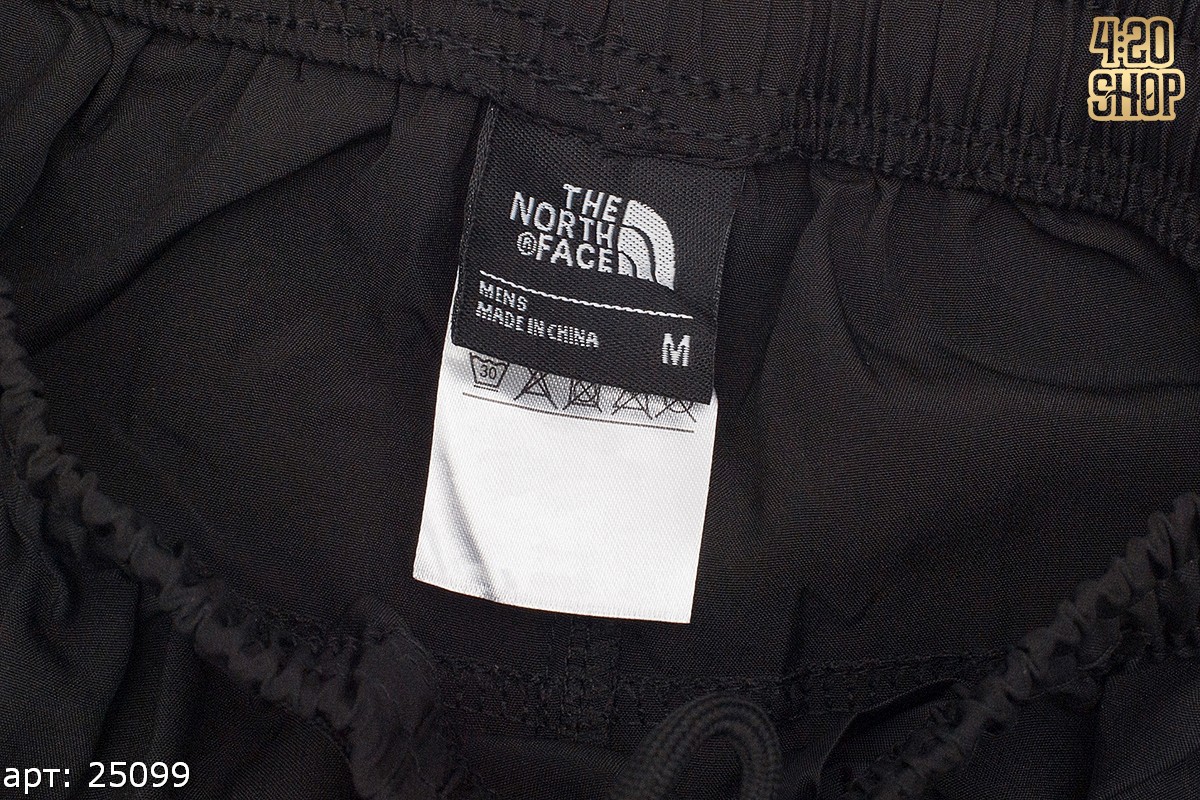 4:20
SHOP
THE
NORTH
®FACE
MENS
MADE IN CHINA
M
30
арт: 25099